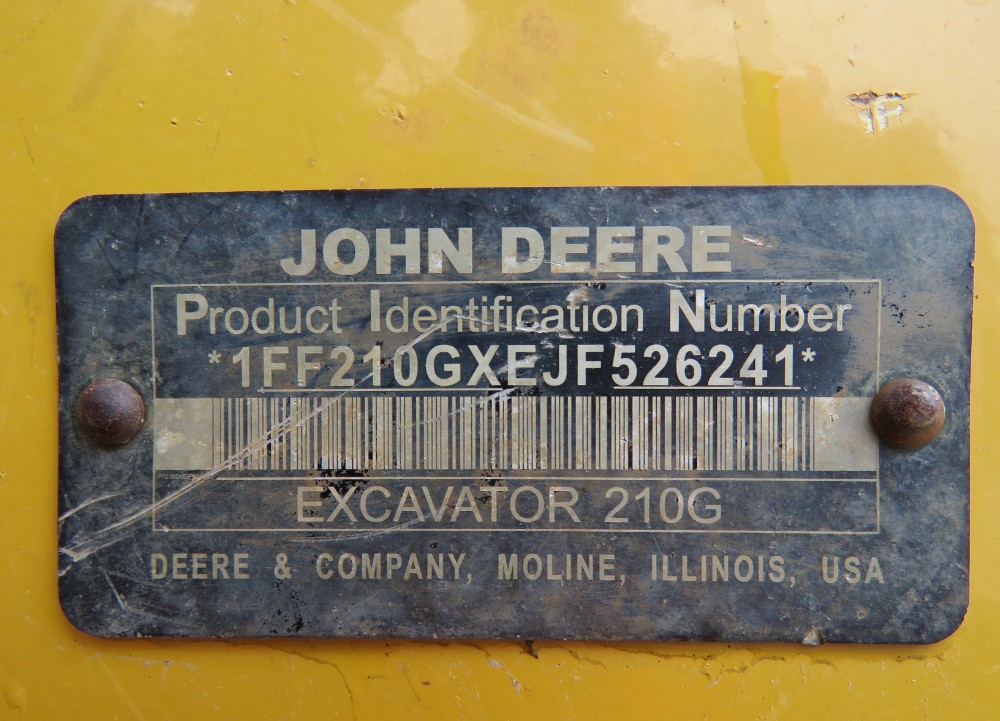 JOHN DEERE
Product Identification Number
*1FF210GXEJF526241*
EXCAVATOR 210G
DEERE & COMPANY, MOLINE, ILLINOIS, USA